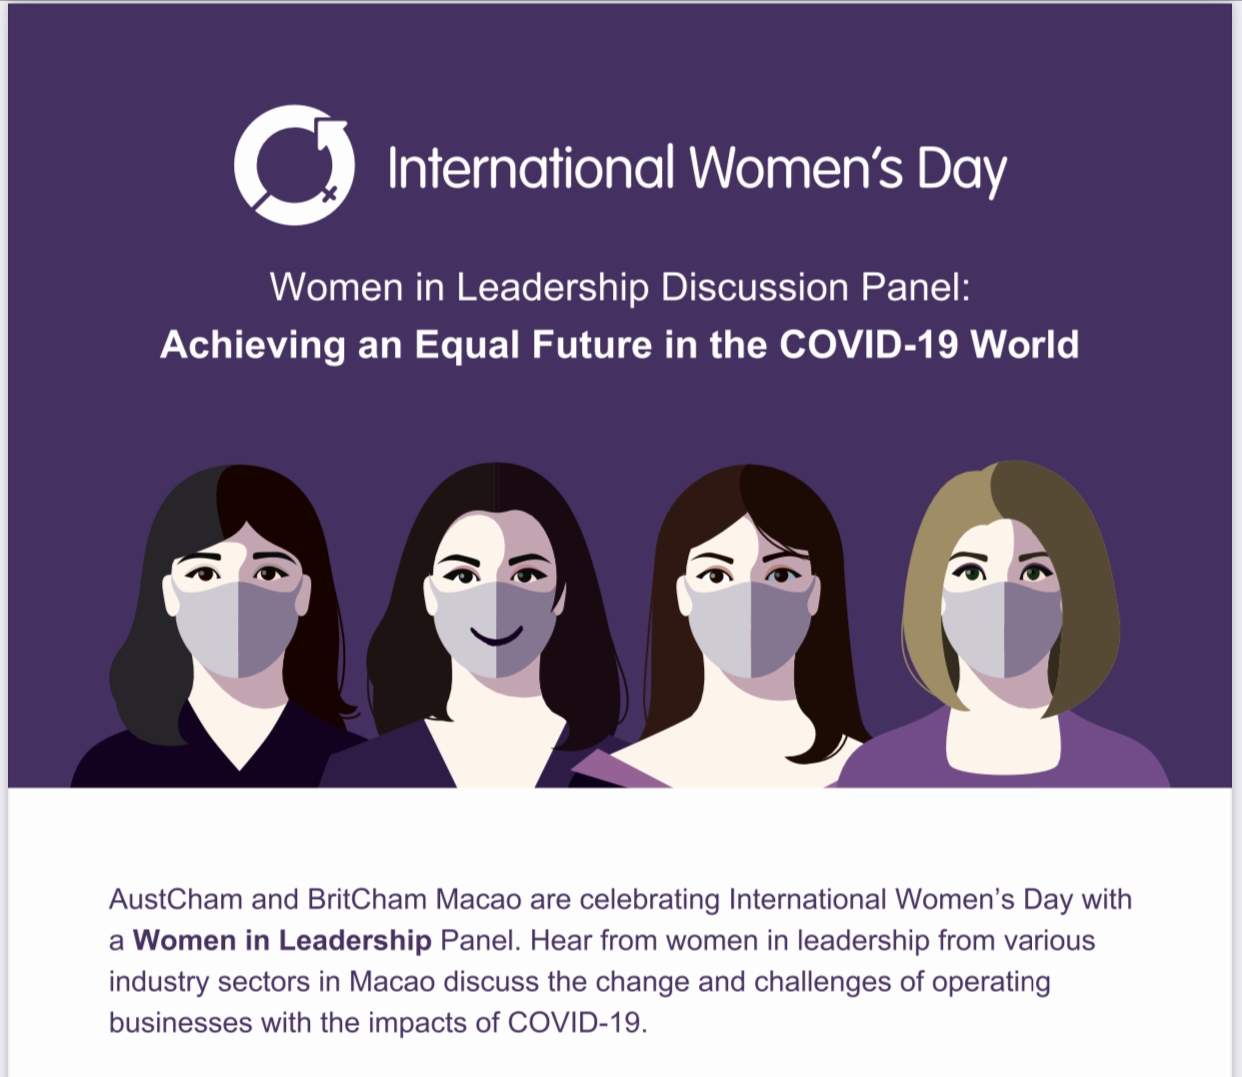 International Women's Day
Women in Leadership Discussion Panel:
Achieving an Equal Future in the COVID-19 World
AustCham and BritCham Macao are celebrating International Women's Day with
a Women in Leadership Panel. Hear from women in leadership from various
industry sectors in Macao discuss the change and challenges of operating
businesses with the impacts of COVID-19.